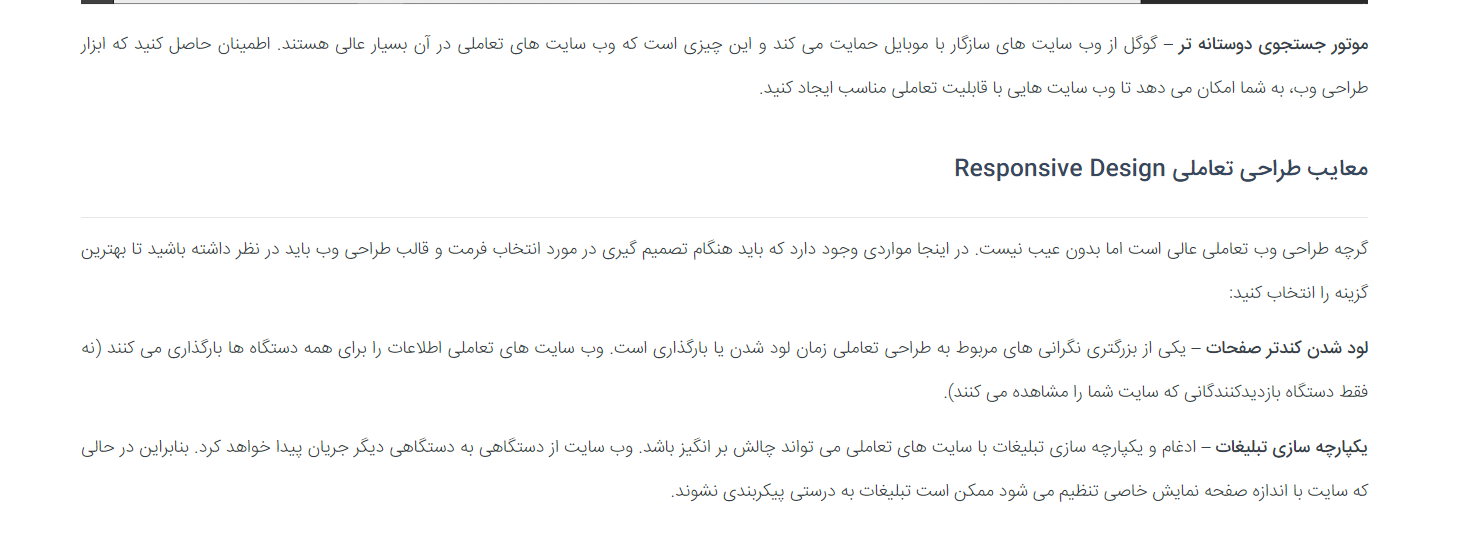 موتور جستجوی دوستانه تر – گوگل از وب سایت های سازگار با موبایل حمایت می کند و این چیزی است که وب سایت های تعاملی در آن بسیار عالی هستند. اطمینان حاصل کنید که ابزار
طراحی وب، به شما امکان می دهد تا وب سایت هایی با قابلیت تعاملی مناسب ایجاد کنید.
معایب طراحی تعاملی Responsive Design
گرچه طراحی وب تعاملی عالی است اما بدون عیب نیست. در اینجا مواردی وجود دارد که باید هنگام تصمیم گیری در مورد انتخاب فرمت و قالب طراحی وب باید در نظر داشته باشید تا بهترین
گزینه را انتخاب کنید:
لود شدن کندتر صفحات – یکی از بزرگتری نگرانی های مربوط به طراحی تعاملی زمان لود شدن یا بارگذاری است. وب سایت های تعاملی اطلاعات را برای همه دستگاه ها بارگذاری می کنند (نه
فقط دستگاه بازدیدکنندگانی که سایت شما را مشاهده می کنند).
یکپارچه سازی تبلیغات – ادغام و یکپارچه سازی تبلیغات با سایت های تعاملی می تواند چالش بر انگیز باشد. وب سایت از دستگاهی به دستگاهی دیگر جریان پیدا خواهد کرد. بنابراین در حالی
که سایت با اندازه صفحه نمایش خاصی تنظیم می شود ممکن است تبلیغات به درستی پیکربندی نشوند.